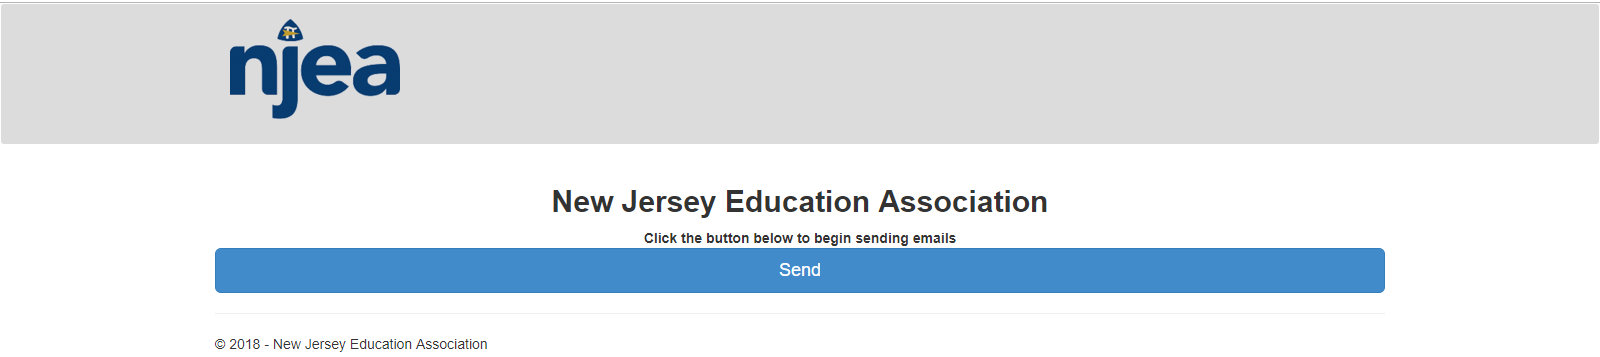 njea
New Jersey Education Association
Click the button below to begin sending emails
Send
© 2018 - New Jersey Education Association